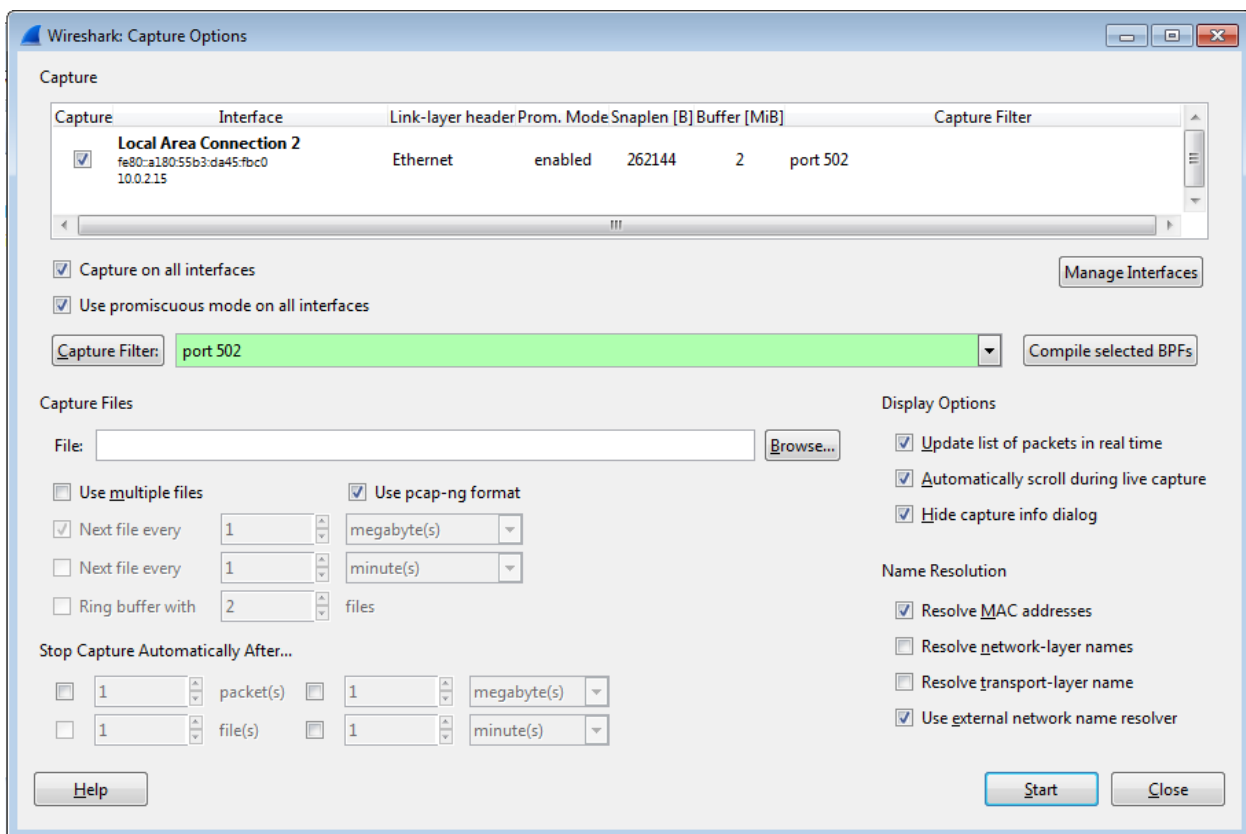 Wireshark: Capture Options
Capture
Capture Interface Link-layer header Prom. Mode Snaplen [B] Buffer [MiB] Capture Filter
Local Area Connection 2
fe80::a180:55b3:da45:fbc0 Ethernet enabled 262144 2 port 502
10.0.2.15
Capture on all interfaces Manage Interfaces
Use promiscuous mode on all interfaces
Capture Filter: port 502 Compile selected BPFs
Capture Files Display Options
File: Browse... Update list of packets in real time
Automatically scroll during live capture
Use multiple files Use pcap-ng format Hide capture info dialog
Next file every 1 megabyte(s)
Next file every 1 minute(s) Name Resolution
Ring buffer with 2 files Resolve MAC addresses
Stop Capture Automatically After... Resolve network-layer names
1 packet(s) 1 megabyte(s) Resolve transport-layer name
1 file(s) 1 minute(s) Use external network name resolver
Help Start Close